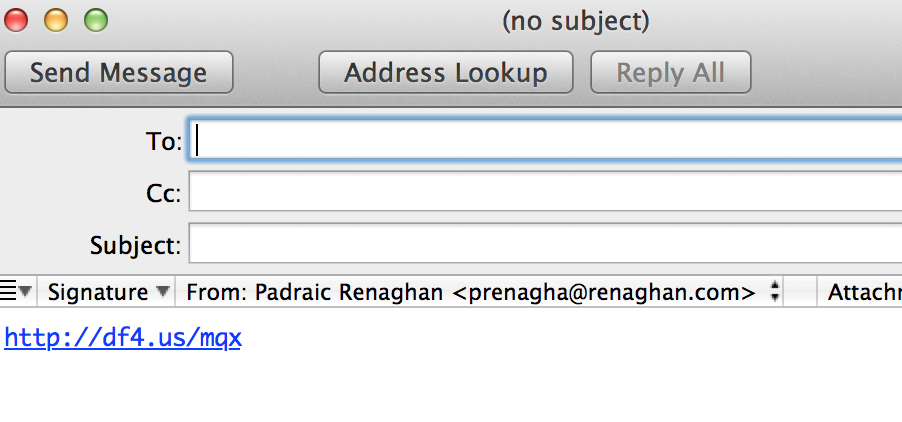 (no subject)
Send Message Address Lookup Reply All
To:
Cc:
Subject:
Signature From: Padraic Renaghan <prenagha@renaghan.com>
http://df4.us/mqx